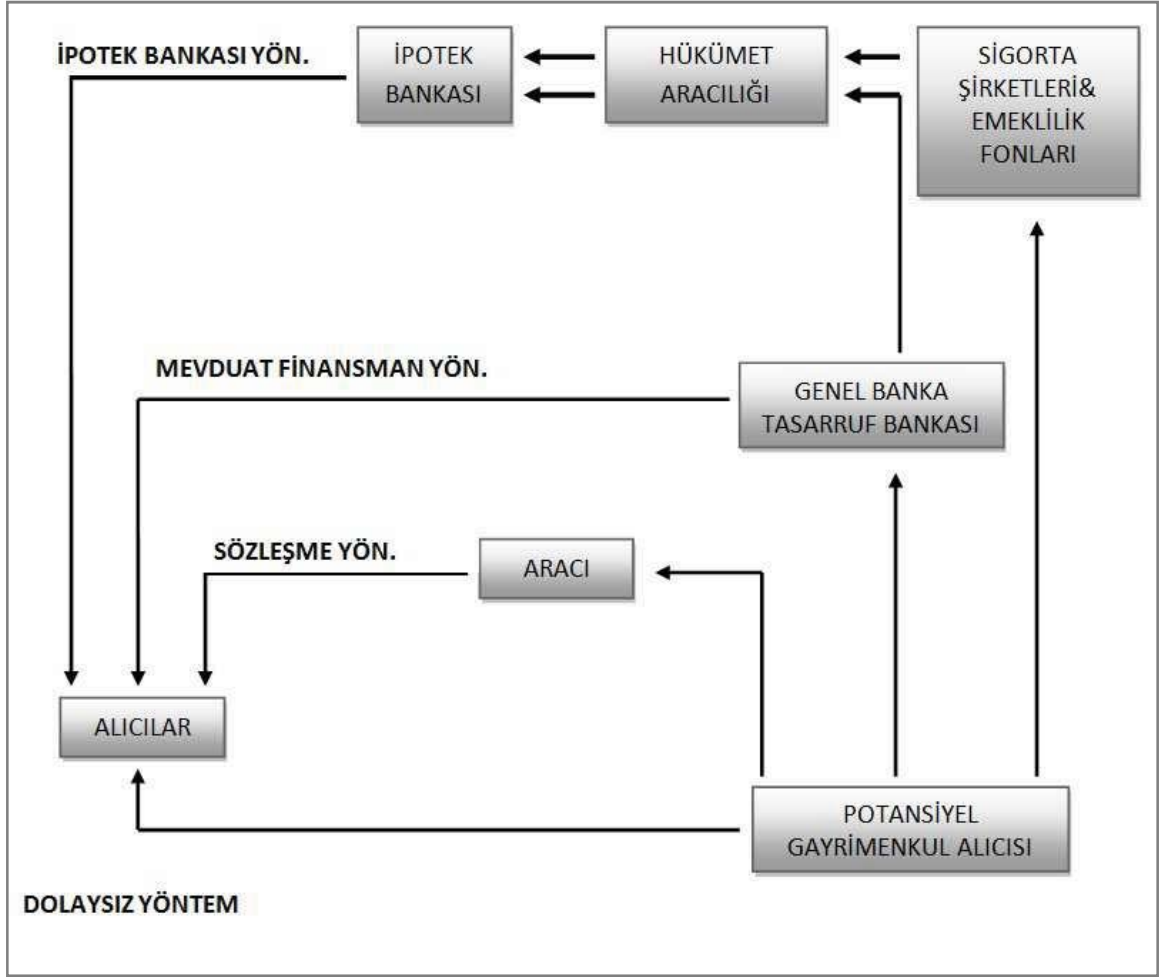 İPOTEK BANKASI YÖN.
İPOTEK
BANKASI
HÜKÜMET
ARACILIĞI
SİGORTA
ŞİRKETLERİ&
EMEKLİLİK
FONLARI
MEVDUAT FİNANSMAN YÖN.
GENEL BANKA
TASARRUF BANKASI
SÖZLEŞME YÖN.
ARACI
ALICILAR
POTANSİYEL
GAYRİMENKUL ALICISI
DOLAYSIZ YÖNTEM